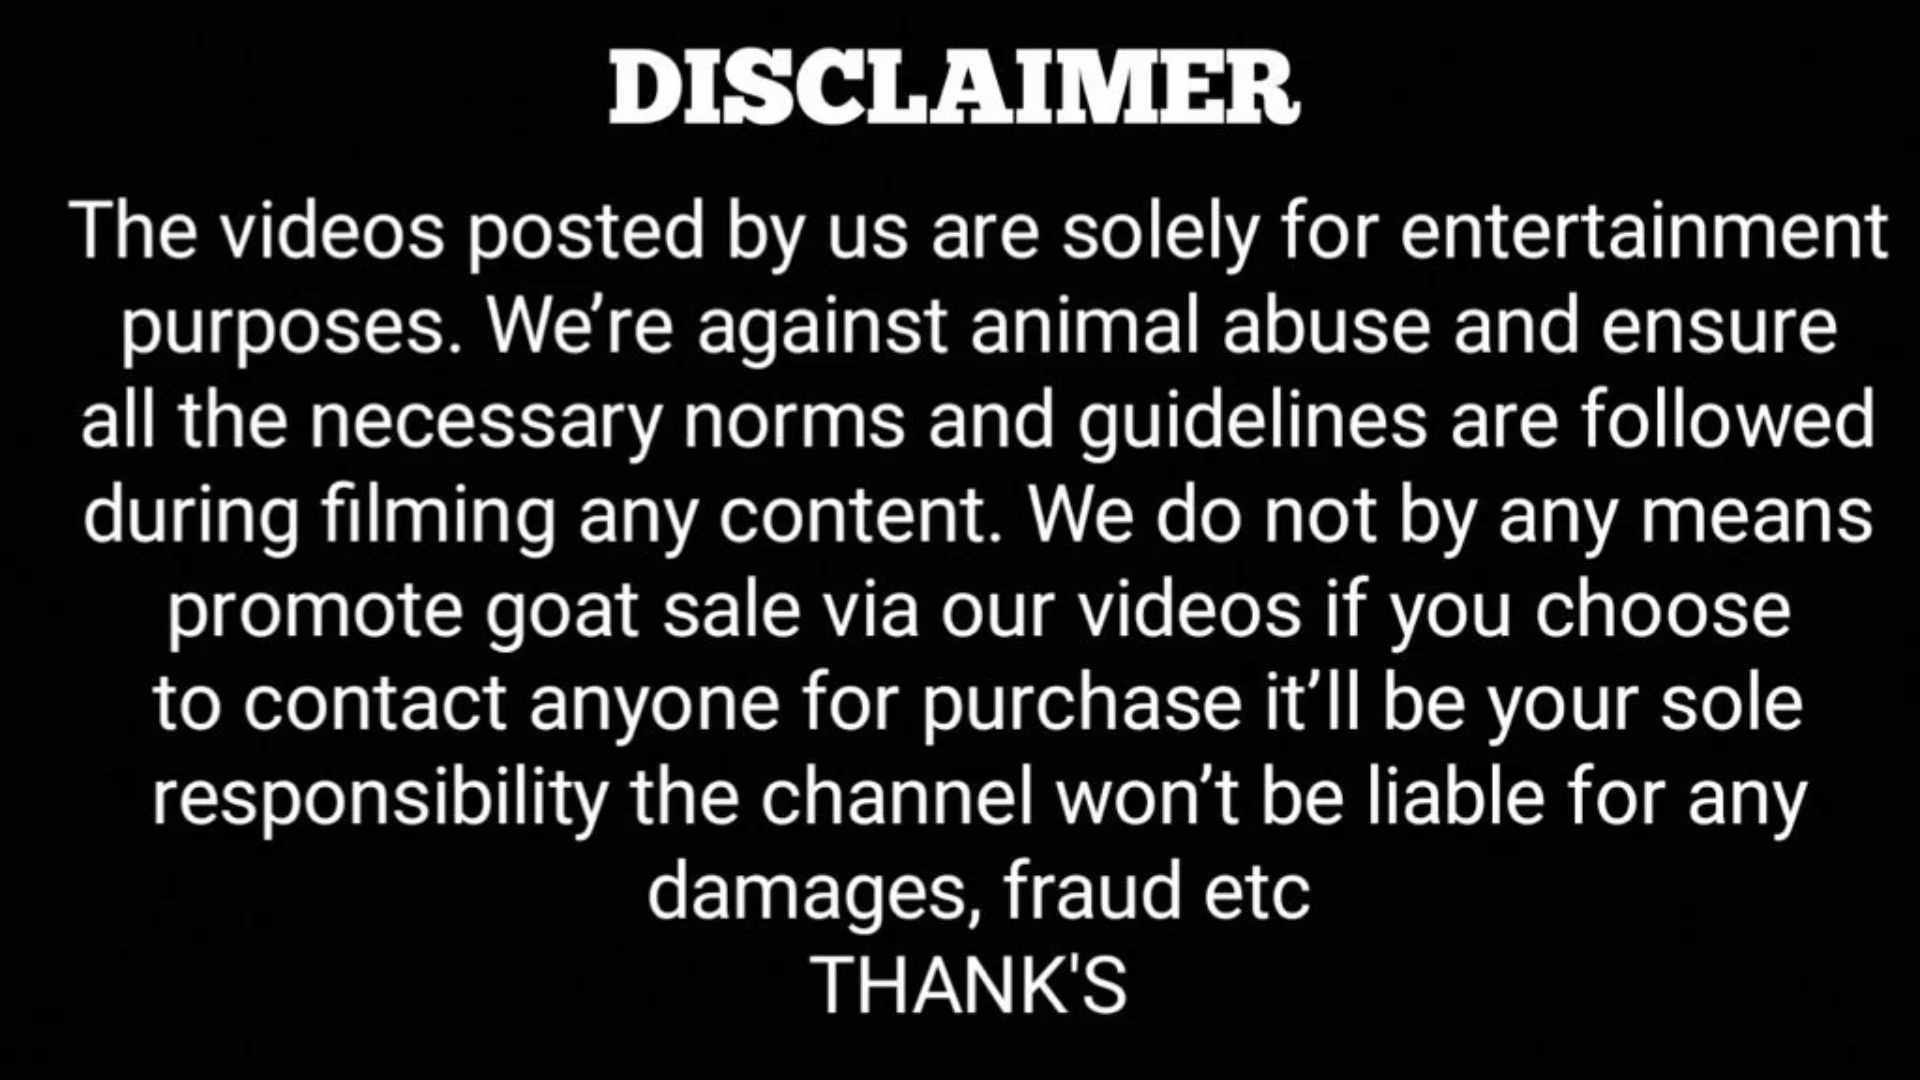 DISCLAIMER
The videos posted by us are solely for entertainment
purposes. We’re against animal abuse and ensure
all the necessary norms and guidelines are followed
during filming any content. We do not by any means
promote goat sale via our videos if you choose
to contact anyone for purchase it’ll be your sole
responsibility the channel won’t be liable for any
damages, fraud etc
THANK'S